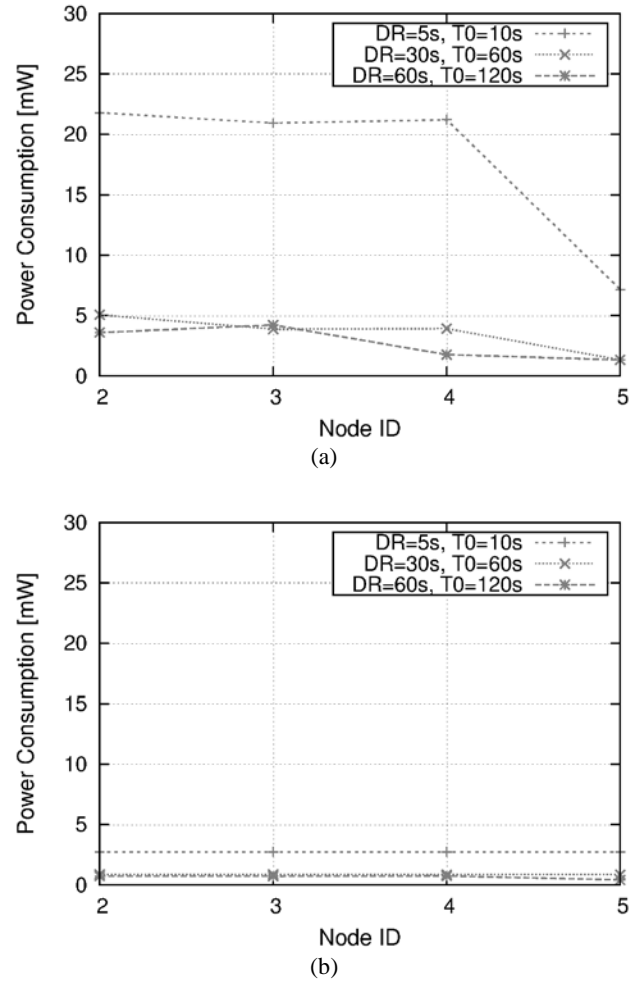 30
25
20
15
10
5
0
Power Consumption [mW]
DR=5s, T0=10s
DR=30s, T0=60s
DR=60s, T0=120s
2 3 4 5
Node ID
(a)
30
25
20
15
10
5
0
Power Consumption [mW]
DR=5s, T0=10s
DR=30s, T0=60s
DR=60s, T0=120s
2 3 4 5
Node ID
(b)